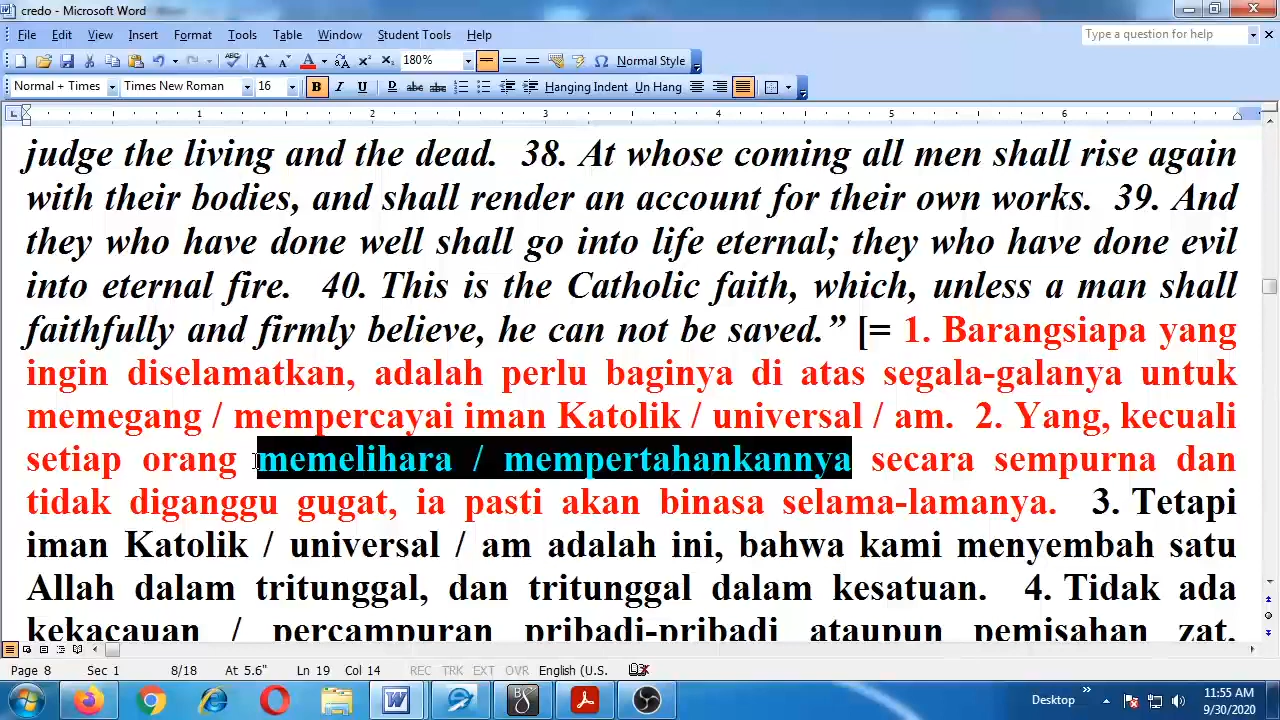 credo - Microsoft Word
File Edit View Insert Format Tools Table Window Student Tools Help Type a question for help
180% Normal Style
Normal + Times Times New Roman 16 B I U D abc abc Hanging Indent Un Hang
1 2 3 4 5 6
judge the living and the dead. 38. At whose coming all men shall rise again
with their bodies, and shall render an account for their own works. 39. And
they who have done well shall go into life eternal; they who have done evil
into eternal fire. 40. This is the Catholic faith, which, unless a man shall
faithfully and firmly believe, he can not be saved.” [= 1. Barangsiapa yang
ingin diselamatkan, adalah perlu baginya di atas segala-galanya untuk
memegang / mempercayai iman Katolik / universal / am. 2. Yang, kecuali
setiap orang memelihara / mempertahankannya secara sempurna dan
tidak diganggu gugat, ia pasti akan binasa selama-lamanya. 3. Tetapi
iman Katolik / universal / am adalah ini, bahwa kami menyembah satu
Allah dalam tritunggal, dan tritunggal dalam kesatuan. 4. Tidak ada
kekacauan / percampuran pribadi-pribadi ataupun pemisahan zat.
Page 8 Sec 1 8/18 At 5.6" Ln 19 Col 14 REC TRK EXT OVR English (U.S.
Desktop 11:55 AM
9/30/2020